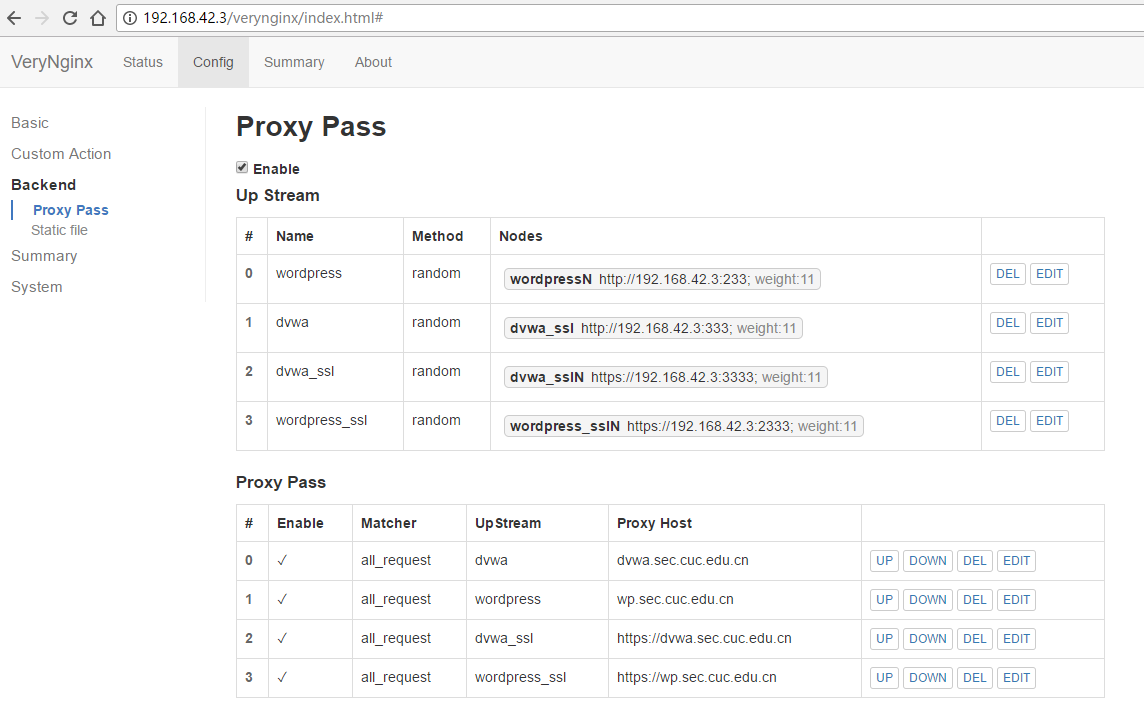 192.168.42.3/verynginx/index.html#
VeryNginx Status Config Summary About
Basic
Custom Action
Backend
Proxy Pass
Static file
Summary
System
Proxy Pass
Enable
Up Stream
# Name Method Nodes
0 wordpress random wordpressN http://192.168.42.3:233; weight:11 DEL EDIT
1 dvwa random dvwa_ssl http://192.168.42.3:333; weight:11 DEL EDIT
2 dvwa_ssl random dvwa_sslN https://192.168.42.3:3333; weight:11 DEL EDIT
3 wordpress_ssl random wordpress_sslN https://192.168.42.3:2333; weight:11 DEL EDIT
Proxy Pass
# Enable Matcher UpStream Proxy Host
0 ✓ all_request dvwa dvwa.sec.cuc.edu.cn UP DOWN DEL EDIT
1 ✓ all_request wordpress wp.sec.cuc.edu.cn UP DOWN DEL EDIT
2 ✓ all_request dvwa_ssl https://dvwa.sec.cuc.edu.cn UP DOWN DEL EDIT
3 ✓ all_request wordpress_ssl https://wp.sec.cuc.edu.cn UP DOWN DEL EDIT